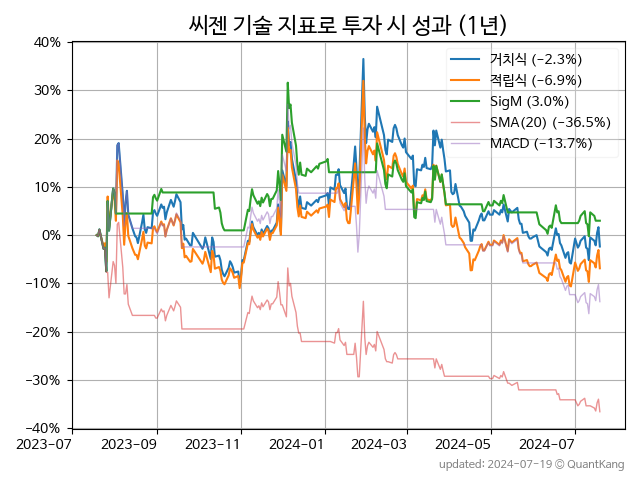 씨젠 기술 지표로 투자 시 성과 (1년)
거치식 (−2.3%)
적립식 (−6.9%)
SigM (3.0%)
SMA(20) (−36.5%)
MACD (−13.7%)
40%
30%
20%
10%
0%
−10%
−20%
−30%
−40%
2023-07
2023-09
2023-11
2024-01
2024-03
2024-05
2024-07
updated: 2024-07-19 © QuantKang